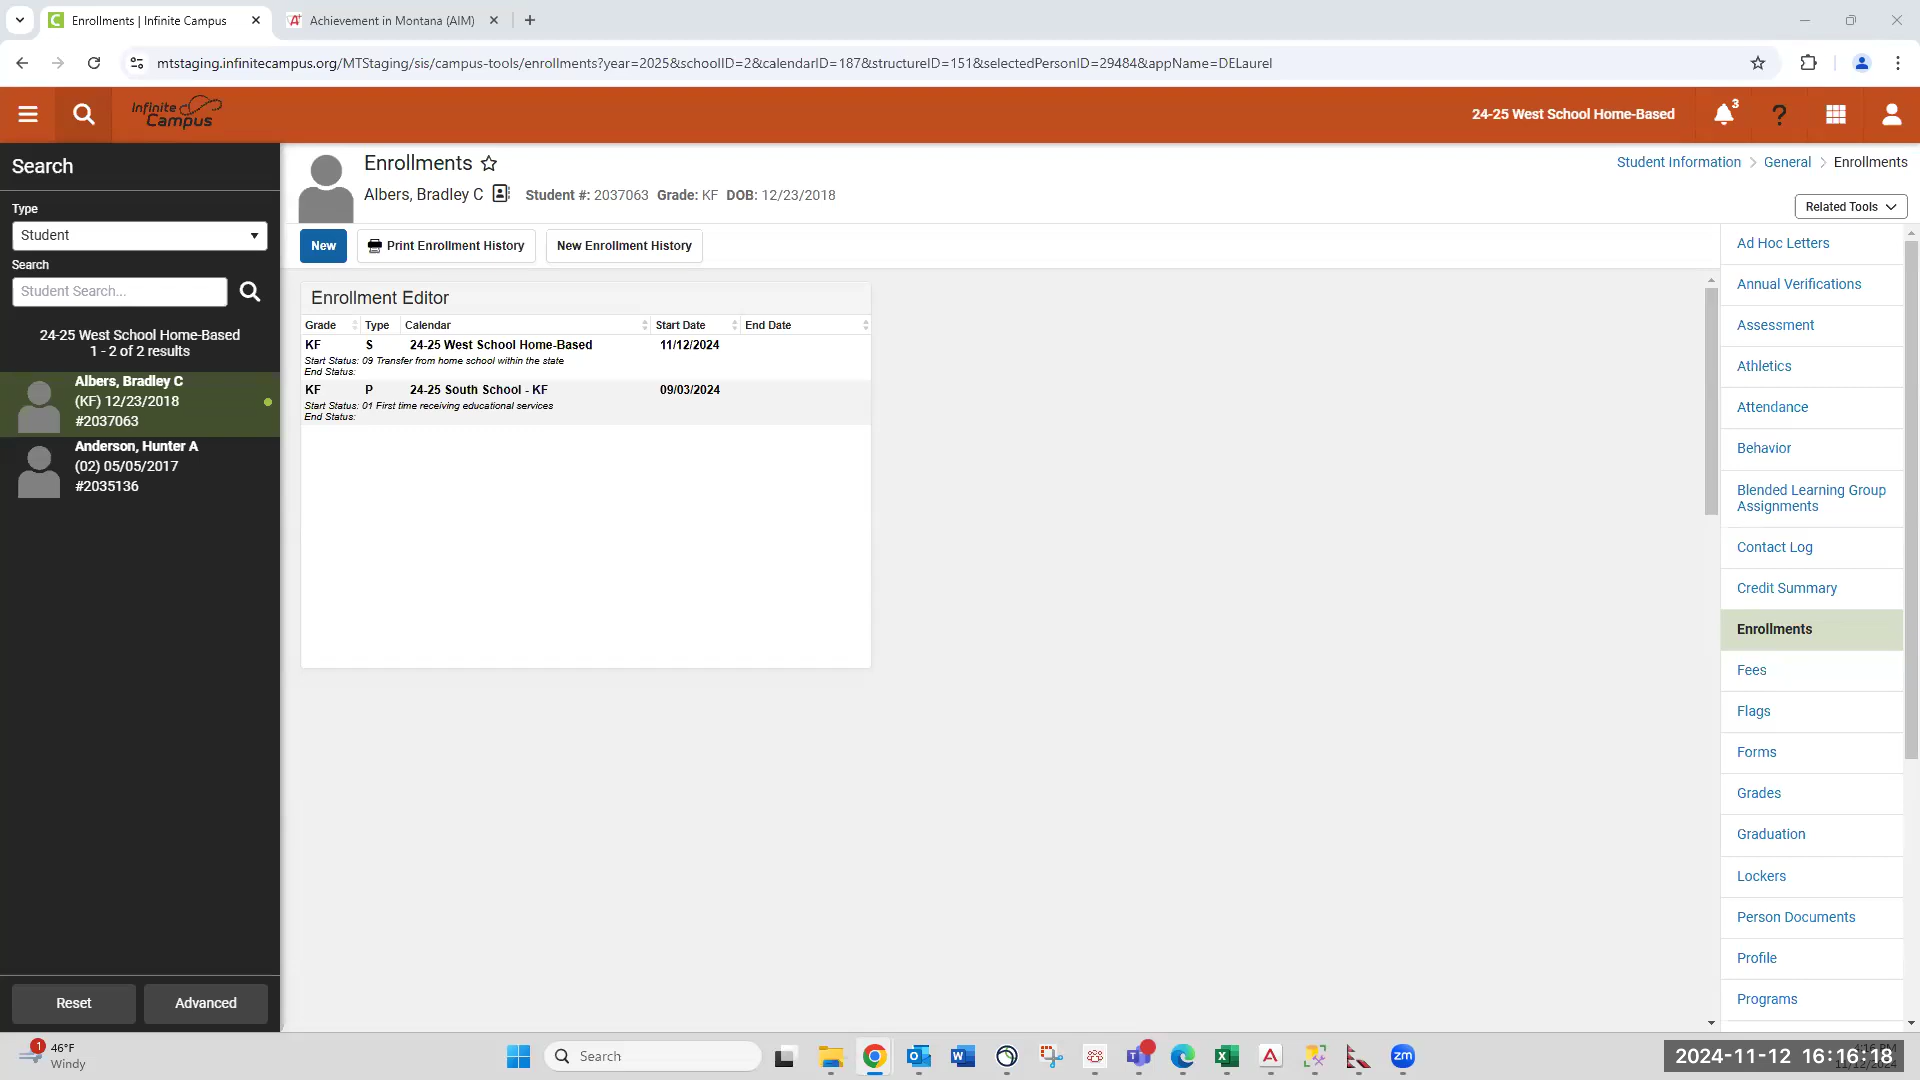 Enrollments | Infinite Campus
Achievement in Montana (AIM)
mtstaging.infinitecampus.org/MTStaging/sis/campus-tools/enrollments?year=2025&schoolID=2&calendarID=187&structureID=151&selectedPersonID=29484&appName=DELaurel
Infinite Campus
24-25 West School Home-Based
3
Search
Type
Student
Search
Student Search...
24-25 West School Home-Based
1 - 2 of 2 results
Albers, Bradley C
(KF) 12/23/2018
#2037063
Anderson, Hunter A
(02) 05/05/2017
#2035136
Reset
Advanced
Enrollments
Albers, Bradley C Student #: 2037063 Grade: KF DOB: 12/23/2018
Student Information > General > Enrollments
Related Tools
New
Print Enrollment History
New Enrollment History
Enrollment Editor
Grade Type Calendar Start Date End Date
KF S 24-25 West School Home-Based 11/12/2024
Start Status: 09 Transfer from home school within the state
End Status:
KF P 24-25 South School - KF 09/03/2024
Start Status: 01 First time receiving educational services
End Status:
Ad Hoc Letters
Annual Verifications
Assessment
Athletics
Attendance
Behavior
Blended Learning Group
Assignments
Contact Log
Credit Summary
Enrollments
Fees
Flags
Forms
Grades
Graduation
Lockers
Person Documents
Profile
Programs
1
46°F
Windy
Search
zm
2024-11-12 16:16:18